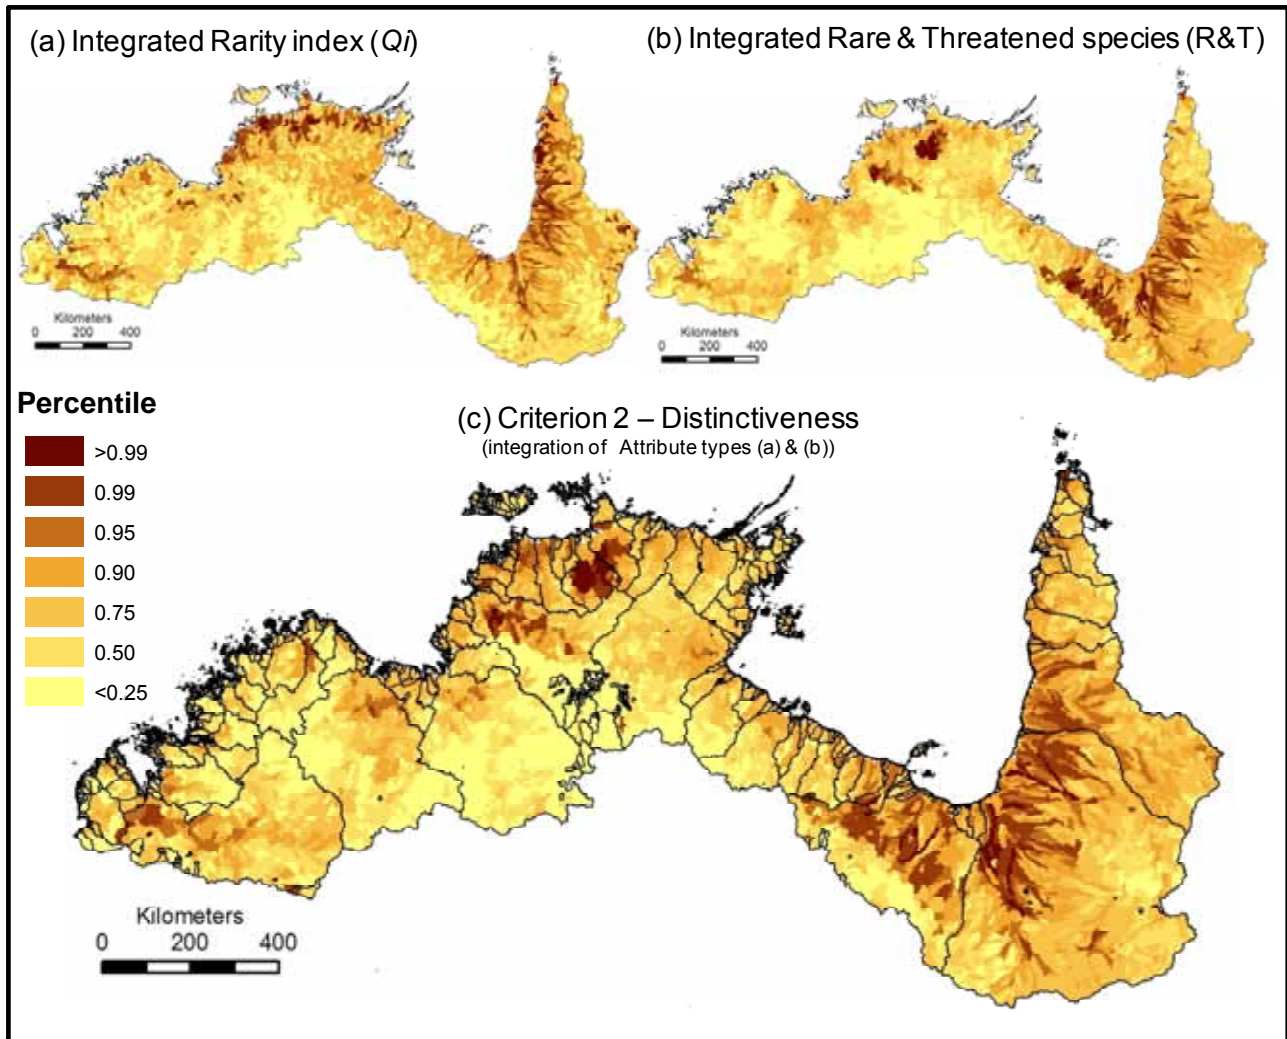 (a) Integrated Rarity index (Qi)
(b) Integrated Rare & Threatened species (R&T)
Kilometers
0 200 400
Kilometers
0 200 400
Percentile
>0.99
0.99
0.95
0.90
0.75
0.50
<0.25
(c) Criterion 2 – Distinctiveness
(integration of Attribute types (a) & (b))
Kilometers
0 200 400